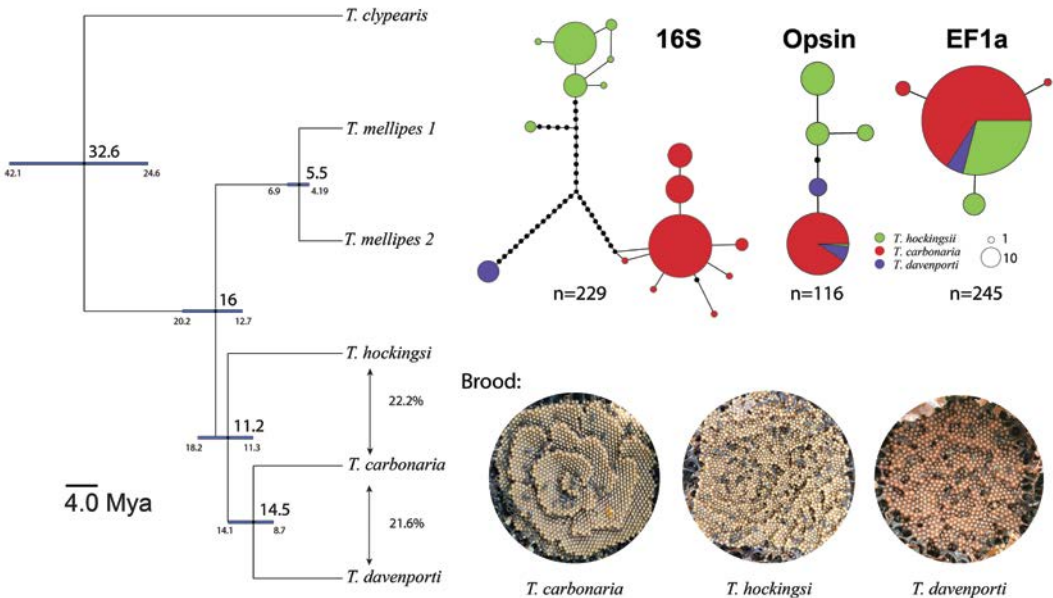 T. clypearis
32.6
42.1
24.6
T. mellipes 1
5.5
6.9
4.19
T. mellipes 2
16
20.2
12.7
T. hockingsi
22.2%
11.2
18.2
11.3
T. carbonaria
4.0 Mya
14.5
14.1
8.7
21.6%
T. davenporti
16S
Opsin
EF1a
T. hockingsii
T. carbonaria
T. davenporti
1
10
n=229
n=116
n=245
Brood:
T. carbonaria
T. hockingsi
T. davenporti